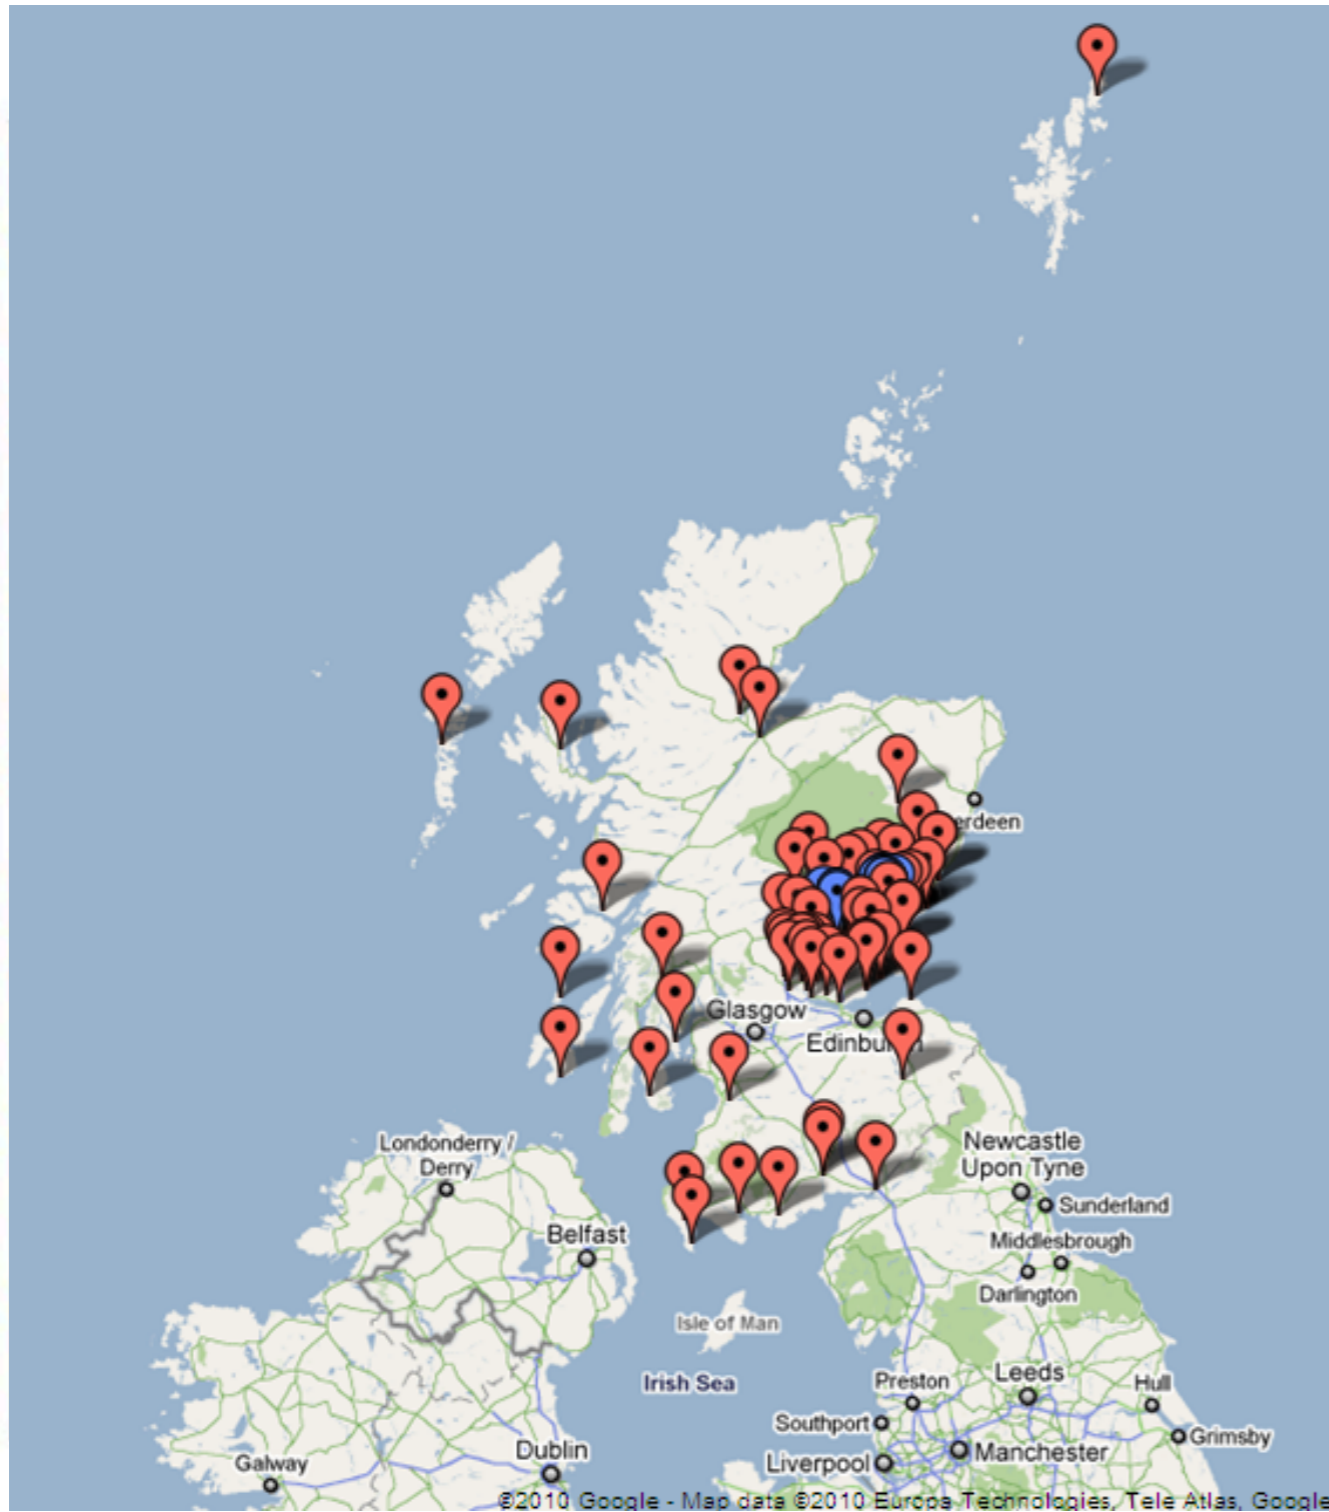 erdeen
Glasgow
Edinburgh
Londonderry /
Derry
Newcastle
Upon Tyne
Sunderland
Belfast
Middlesbrough
Darlington
Isle of Man
Irish Sea
Preston
Leeds
Hull
Southport
Grimsby
Dublin
Manchester
Galway
Liverpool
©2010 Google - Map data ©2010 Europa Technologies, Tele Atlas, Google